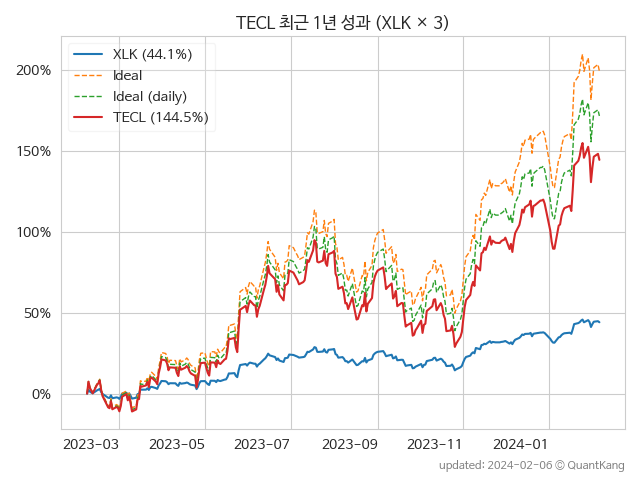 TECL 최근 1년 성과 (XLK × 3)
XLK (44.1%)
Ideal
Ideal (daily)
TECL (144.5%)
200%
150%
100%
50%
0%
2023-03 2023-05 2023-07 2023-09 2023-11 2024-01
updated: 2024-02-06 © QuantKang